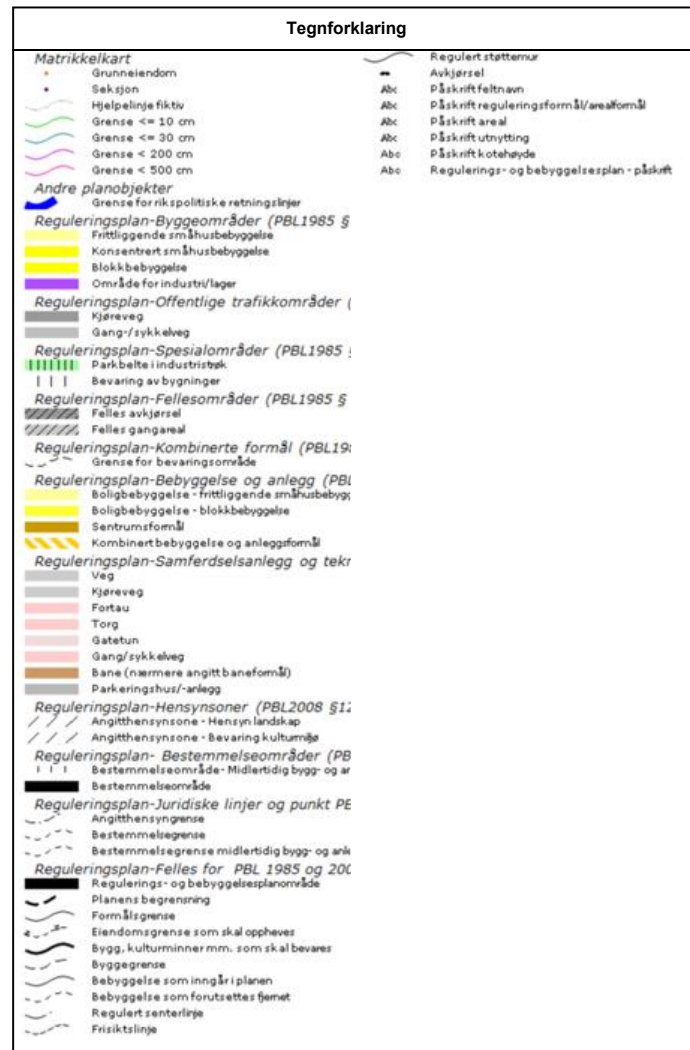 Tegnforklaring
Matrikkelkart
Grunneiendom
Seksjon
Hjelpelinje fiktiv
Grense <= 10 cm
Grense <= 30 cm
Grense < 200 cm
Grense < 500 cm
Andre planobjekter
Grense for rikspolitiske retningslinjer
Reguleringsplan-Byggeområder (PBL1985 §
Frittliggende småhusbebyggelse
Konsentrert småhusbebyggelse
Blokkbebyggelse
Område for industri/lager
Reguleringsplan-Offentlige trafikkområder (
Kjøreveg
Gang-/sykkelveg
Reguleringsplan-Spesialområder (PBL1985 §
Parkbelte i industristrøk
Bevaring av bygninger
Reguleringsplan-Fellesområder (PBL1985 §
Felles avkjørsel
Felles gangareal
Reguleringsplan-Kombinerte formål (PBL198
Grense for bevaringsområde
Reguleringsplan-Bebyggelse og anlegg (PBL
Boligbebyggelse - frittliggende småhusbebygg
Boligbebyggelse - blokkbebyggelse
Sentrumsformål
Kombinert bebyggelse og anleggsformål
Reguleringsplan-Samferdselsanlegg og tekn
Veg
Kjøreveg
Fortau
Torg
Gatetun
Gang/sykkelveg
Bane (nærmere angitt baneformål)
Parkeringshus/-anlegg
Reguleringsplan-Hensynsoner (PBL2008 §12
Angitthensynsone - Hensyn landskap
Angitthensynsone - Bevaring kulturmiljø
Reguleringsplan- Bestemmelseområder (PB
Bestemmelseområde- Midlertidig bygg- og an
Bestemmelseområde
Reguleringsplan-Juridiske linjer og punkt PE
Angitthensyngrense
Bestemmelsegrense
Bestemmelsegrense midlertidig bygg- og anle
Reguleringsplan-Felles for PBL 1985 og 200
Regulerings- og bebyggelsesplanområde
Planens begrensning
Formålsgrense
Eiendomsgrense som skal oppheves
Bygg, kulturminner mm. som skal bevares
Byggegrense
Bebyggelse som inngår i planen
Bebyggelse som forutsettes fjernet
Regulert senterlinje
Frisiktslinje
Regulert støttemur
Avkjørsel
Abc Påskrift feltnavn
Abc Påskrift reguleringsformål/arealformål
Abc Påskrift areal
Abc Påskrift utnytting
Abc Påskrift kotehøyde
Abc Regulerings- og bebyggelsesplan - påskrift